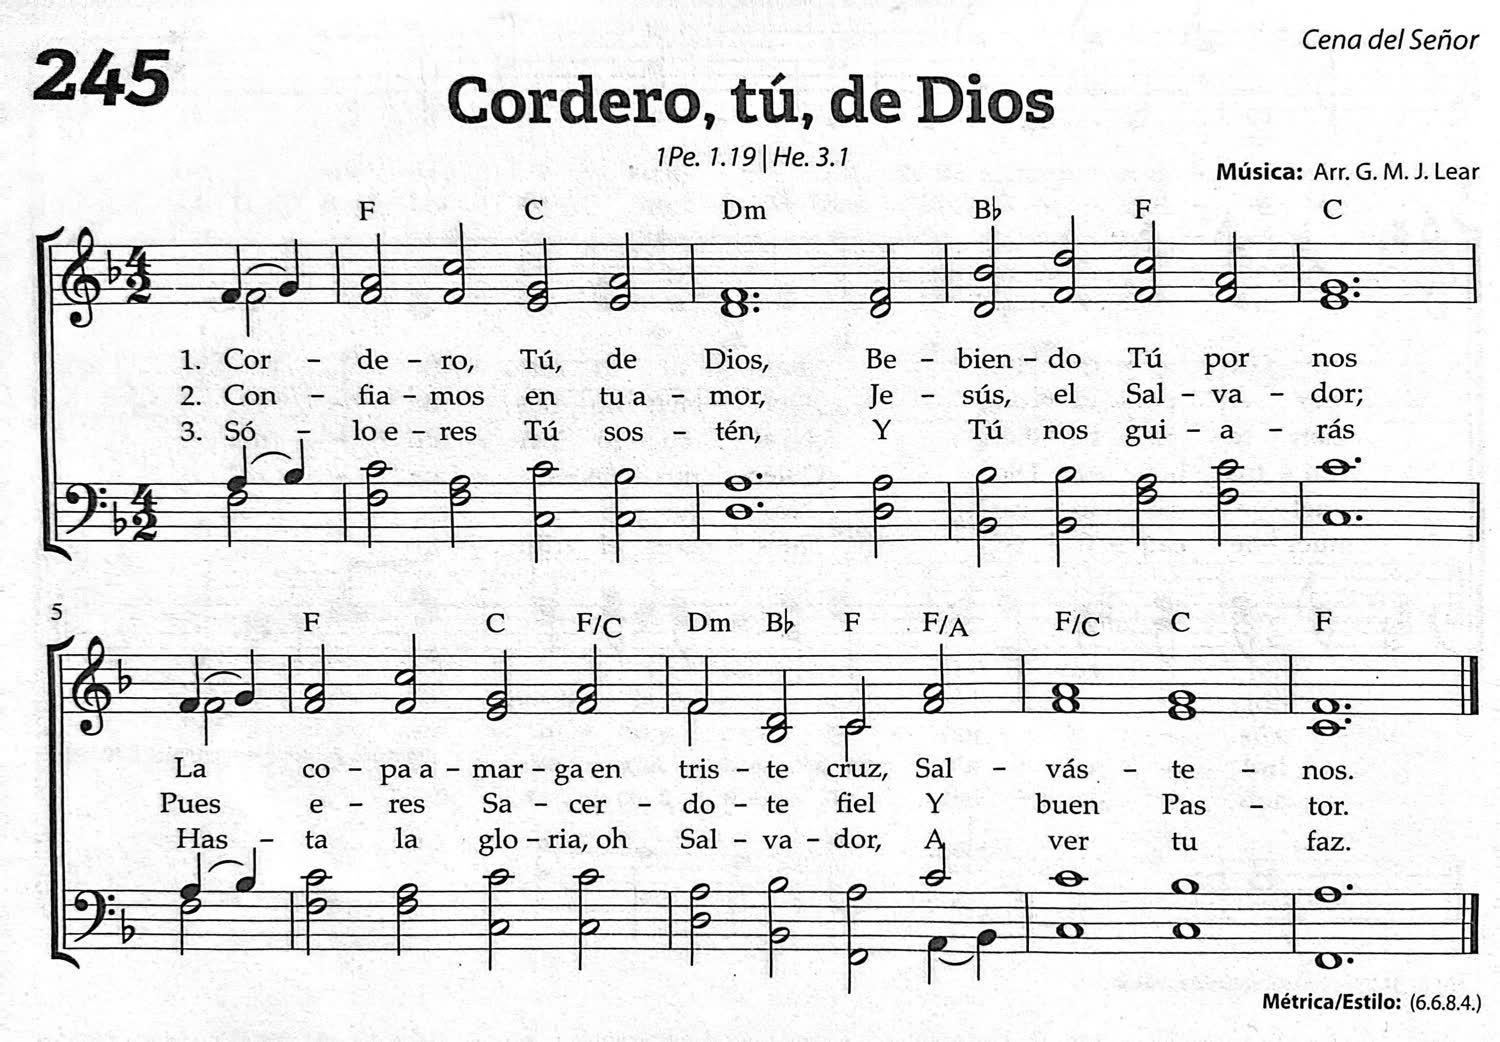 245
Cena del Señor
Cordero, tú, de Dios
1Pe. 1.19 | He. 3.1
Música: Arr. G. M. J. Lear
F C Dm B♭ F C
1. Cor – de – ro, Tú, de Dios, Be – bien – do Tú por nos
2. Con – fia – mos en tu a – mor, Je – sús, el Sal – va – dor;
3. Só – lo e – res Tú sos – tén, Y Tú nos gui – a – rás
5
F C F/C Dm B♭ F F/A F/C C F
La co – pa a – mar – ga en tris – te cruz, Sal – vás – te – nos.
Pues e – res Sa – cer – do – te fiel Y buen Pas – tor.
Has – ta la glo – ria, oh Sal – va – dor, A ver tu faz.
Métrica/Estilo: (6.6.8.4.)